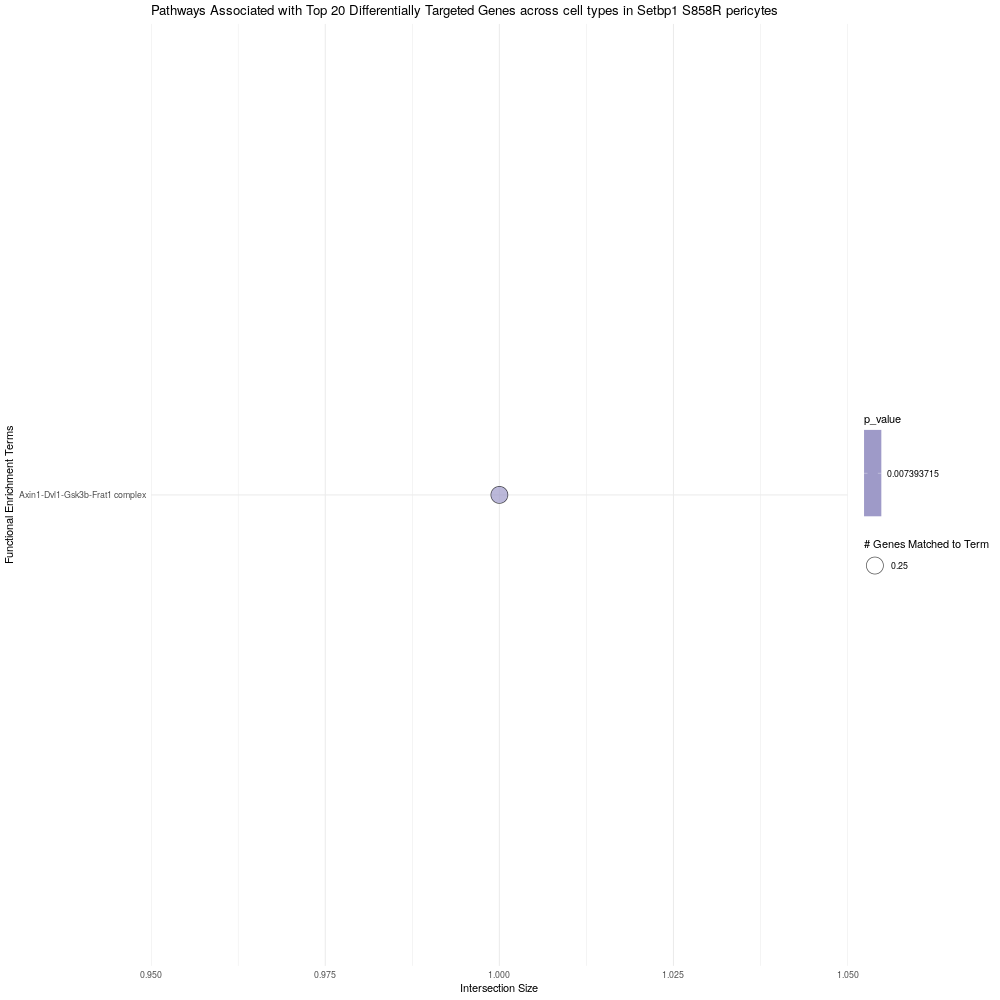 Pathways Associated with Top 20 Differentially Targeted Genes across cell types in Setbp1 S858R pericytes
Functional Enrichment Terms
Axin1-Dvl1-Gsk3b-Frat1 complex
0.950
0.975
1.000
1.025
1.050
Intersection Size
p_value
0.007393715
# Genes Matched to Term
0.25